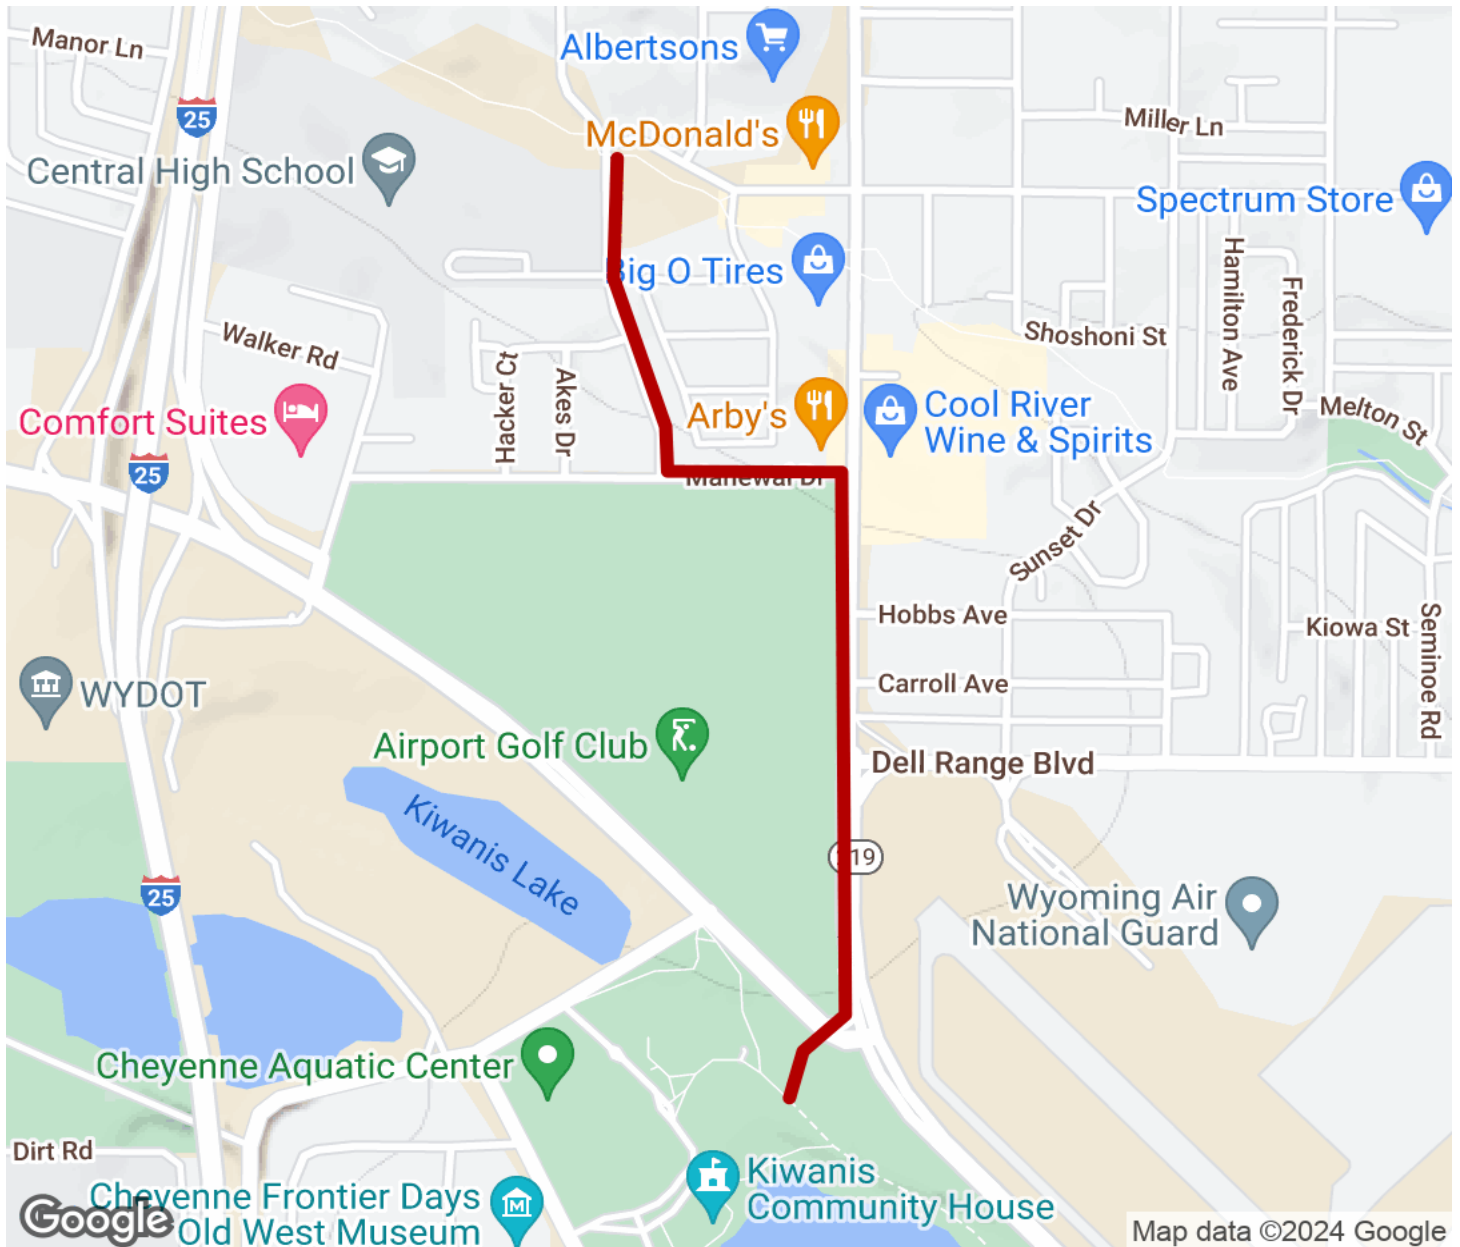 Manor Ln
Albertsons
25
McDonald's
Miller Ln
Central High School
Spectrum Store
Big O Tires
Hamilton Ave
Frederick Dr
Walker Rd
Shoshoni St
Hacker Ct
Akes Dr
Comfort Suites
Arby's
Cool River
Wine & Spirits
Melton St
25
Manewal Dr
Sunset Dr
Hobbs Ave
Kiowa St
Seminoe Rd
WYDOT
Carroll Ave
Airport Golf Club
Dell Range Blvd
Kiwanis Lake
19
25
Wyoming Air
National Guard
Cheyenne Aquatic Center
Dirt Rd
Kiwanis
Community House
Cheyenne Frontier Days
Old West Museum
Google
Map data ©2024 Google